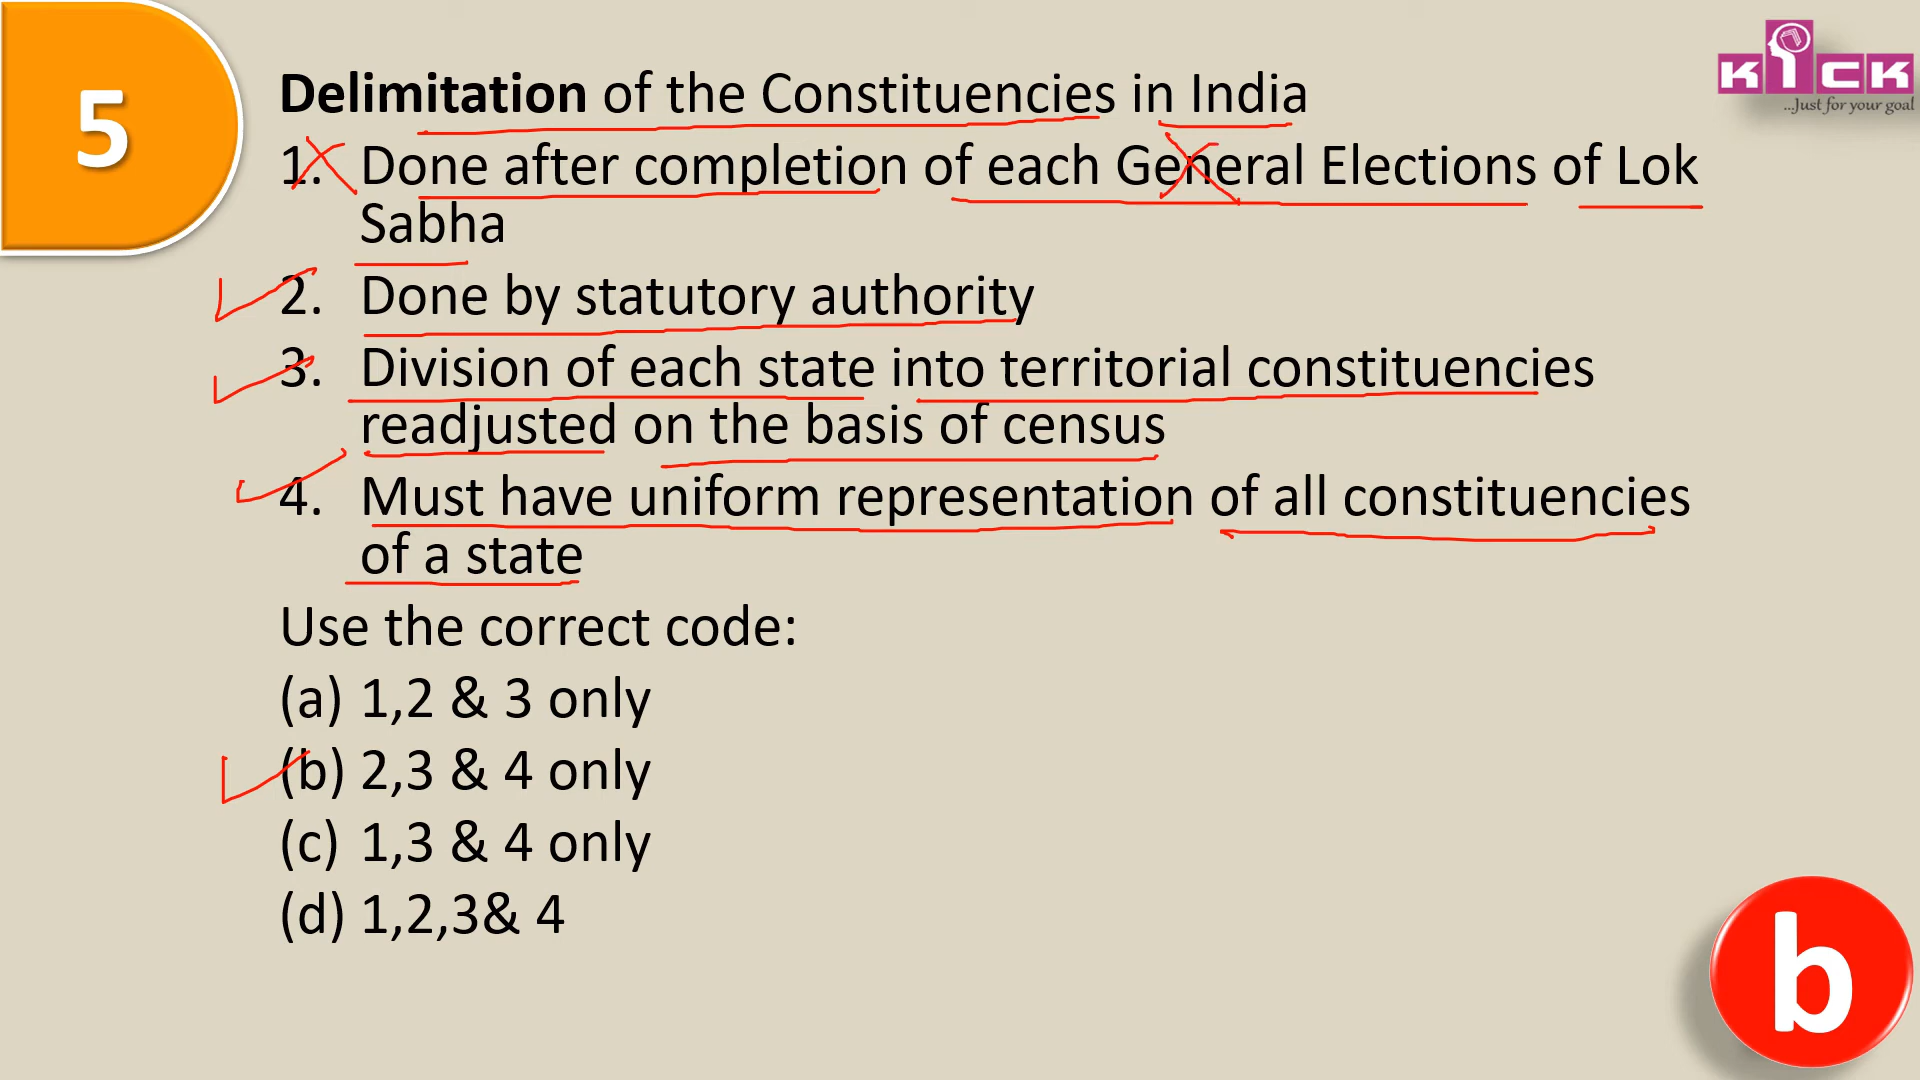 5
KICK
...Just for your goal
Delimitation of the Constituencies in India
1. Done after completion of each General Elections of Lok
Sabha
2. Done by statutory authority
3. Division of each state into territorial constituencies
readjusted on the basis of census
4. Must have uniform representation of all constituencies
of a state
Use the correct code:
(a) 1,2 & 3 only
(b) 2,3 & 4 only
(c) 1,3 & 4 only
(d) 1,2,3& 4
b